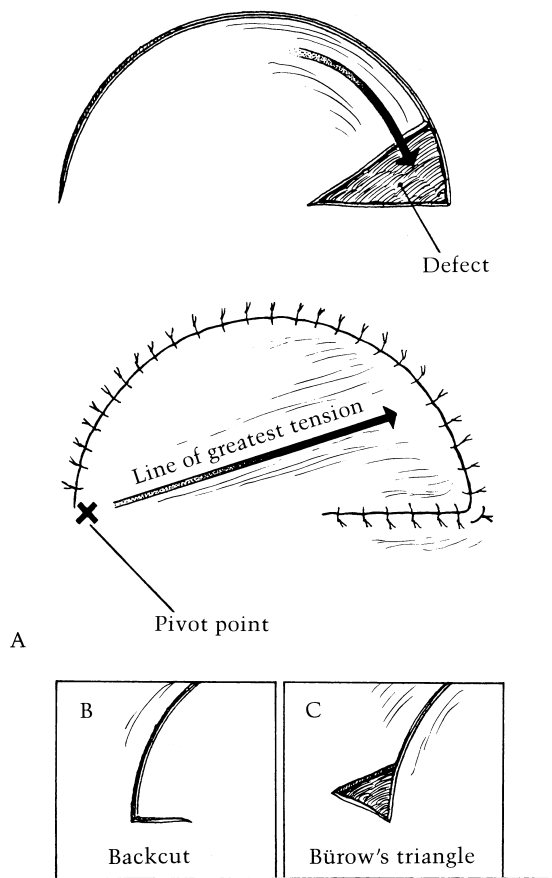 Defect
Line of greatest tension
Pivot point
A
B
Backcut
C
Bürow's triangle